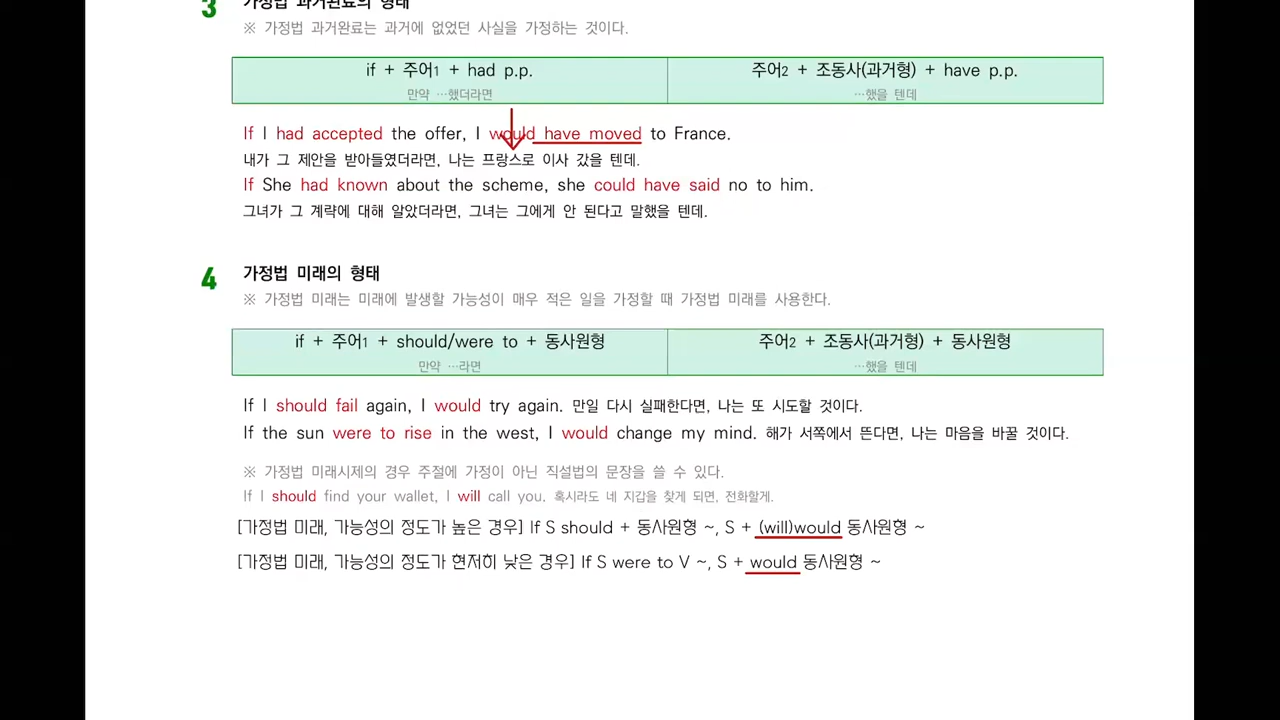 3 가정법 과거완료의 형태
※ 가정법 과거완료는 과거에 없었던 사실을 가정하는 것이다.
if + 주어1 + had p.p. 주어2 + 조동사(과거형) + have p.p.
만약 …했더라면 …했을 텐데
If I had accepted the offer, I would have moved to France.
내가 그 제안을 받아들였더라면, 나는 프랑스로 이사 갔을 텐데.
If She had known about the scheme, she could have said no to him.
그녀가 그 계략에 대해 알았더라면, 그녀는 그에게 안 된다고 말했을 텐데.
4 가정법 미래의 형태
※ 가정법 미래는 미래에 발생할 가능성이 매우 적은 일을 가정할 때 가정법 미래를 사용한다.
if + 주어1 + should/were to + 동사원형 주어2 + 조동사(과거형) + 동사원형
만약 …라면 …했을 텐데
If I should fail again, I would try again. 만일 다시 실패한다면, 나는 또 시도할 것이다.
If the sun were to rise in the west, I would change my mind. 해가 서쪽에서 뜬다면, 나는 마음을 바꿀 것이다.
※ 가정법 미래시제의 경우 주절에 가정이 아닌 직설법의 문장을 쓸 수 있다.
If I should find your wallet, I will call you. 혹시라도 네 지갑을 찾게 되면, 전화할게.
[가정법 미래, 가능성의 정도가 높은 경우] If S should + 동사원형 ~, S + (will)would 동사원형 ~
[가정법 미래, 가능성의 정도가 현저히 낮은 경우] If S were to V ~, S + would 동사원형 ~